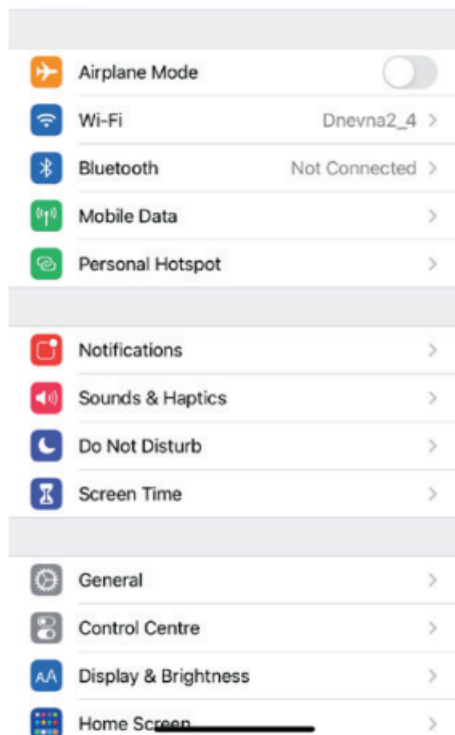 Airplane Mode
Wi-Fi Dnevna2_4
Bluetooth Not Connected
Mobile Data
Personal Hotspot
Notifications
Sounds & Haptics
Do Not Disturb
Screen Time
General
Control Centre
AA Display & Brightness
Home Screen